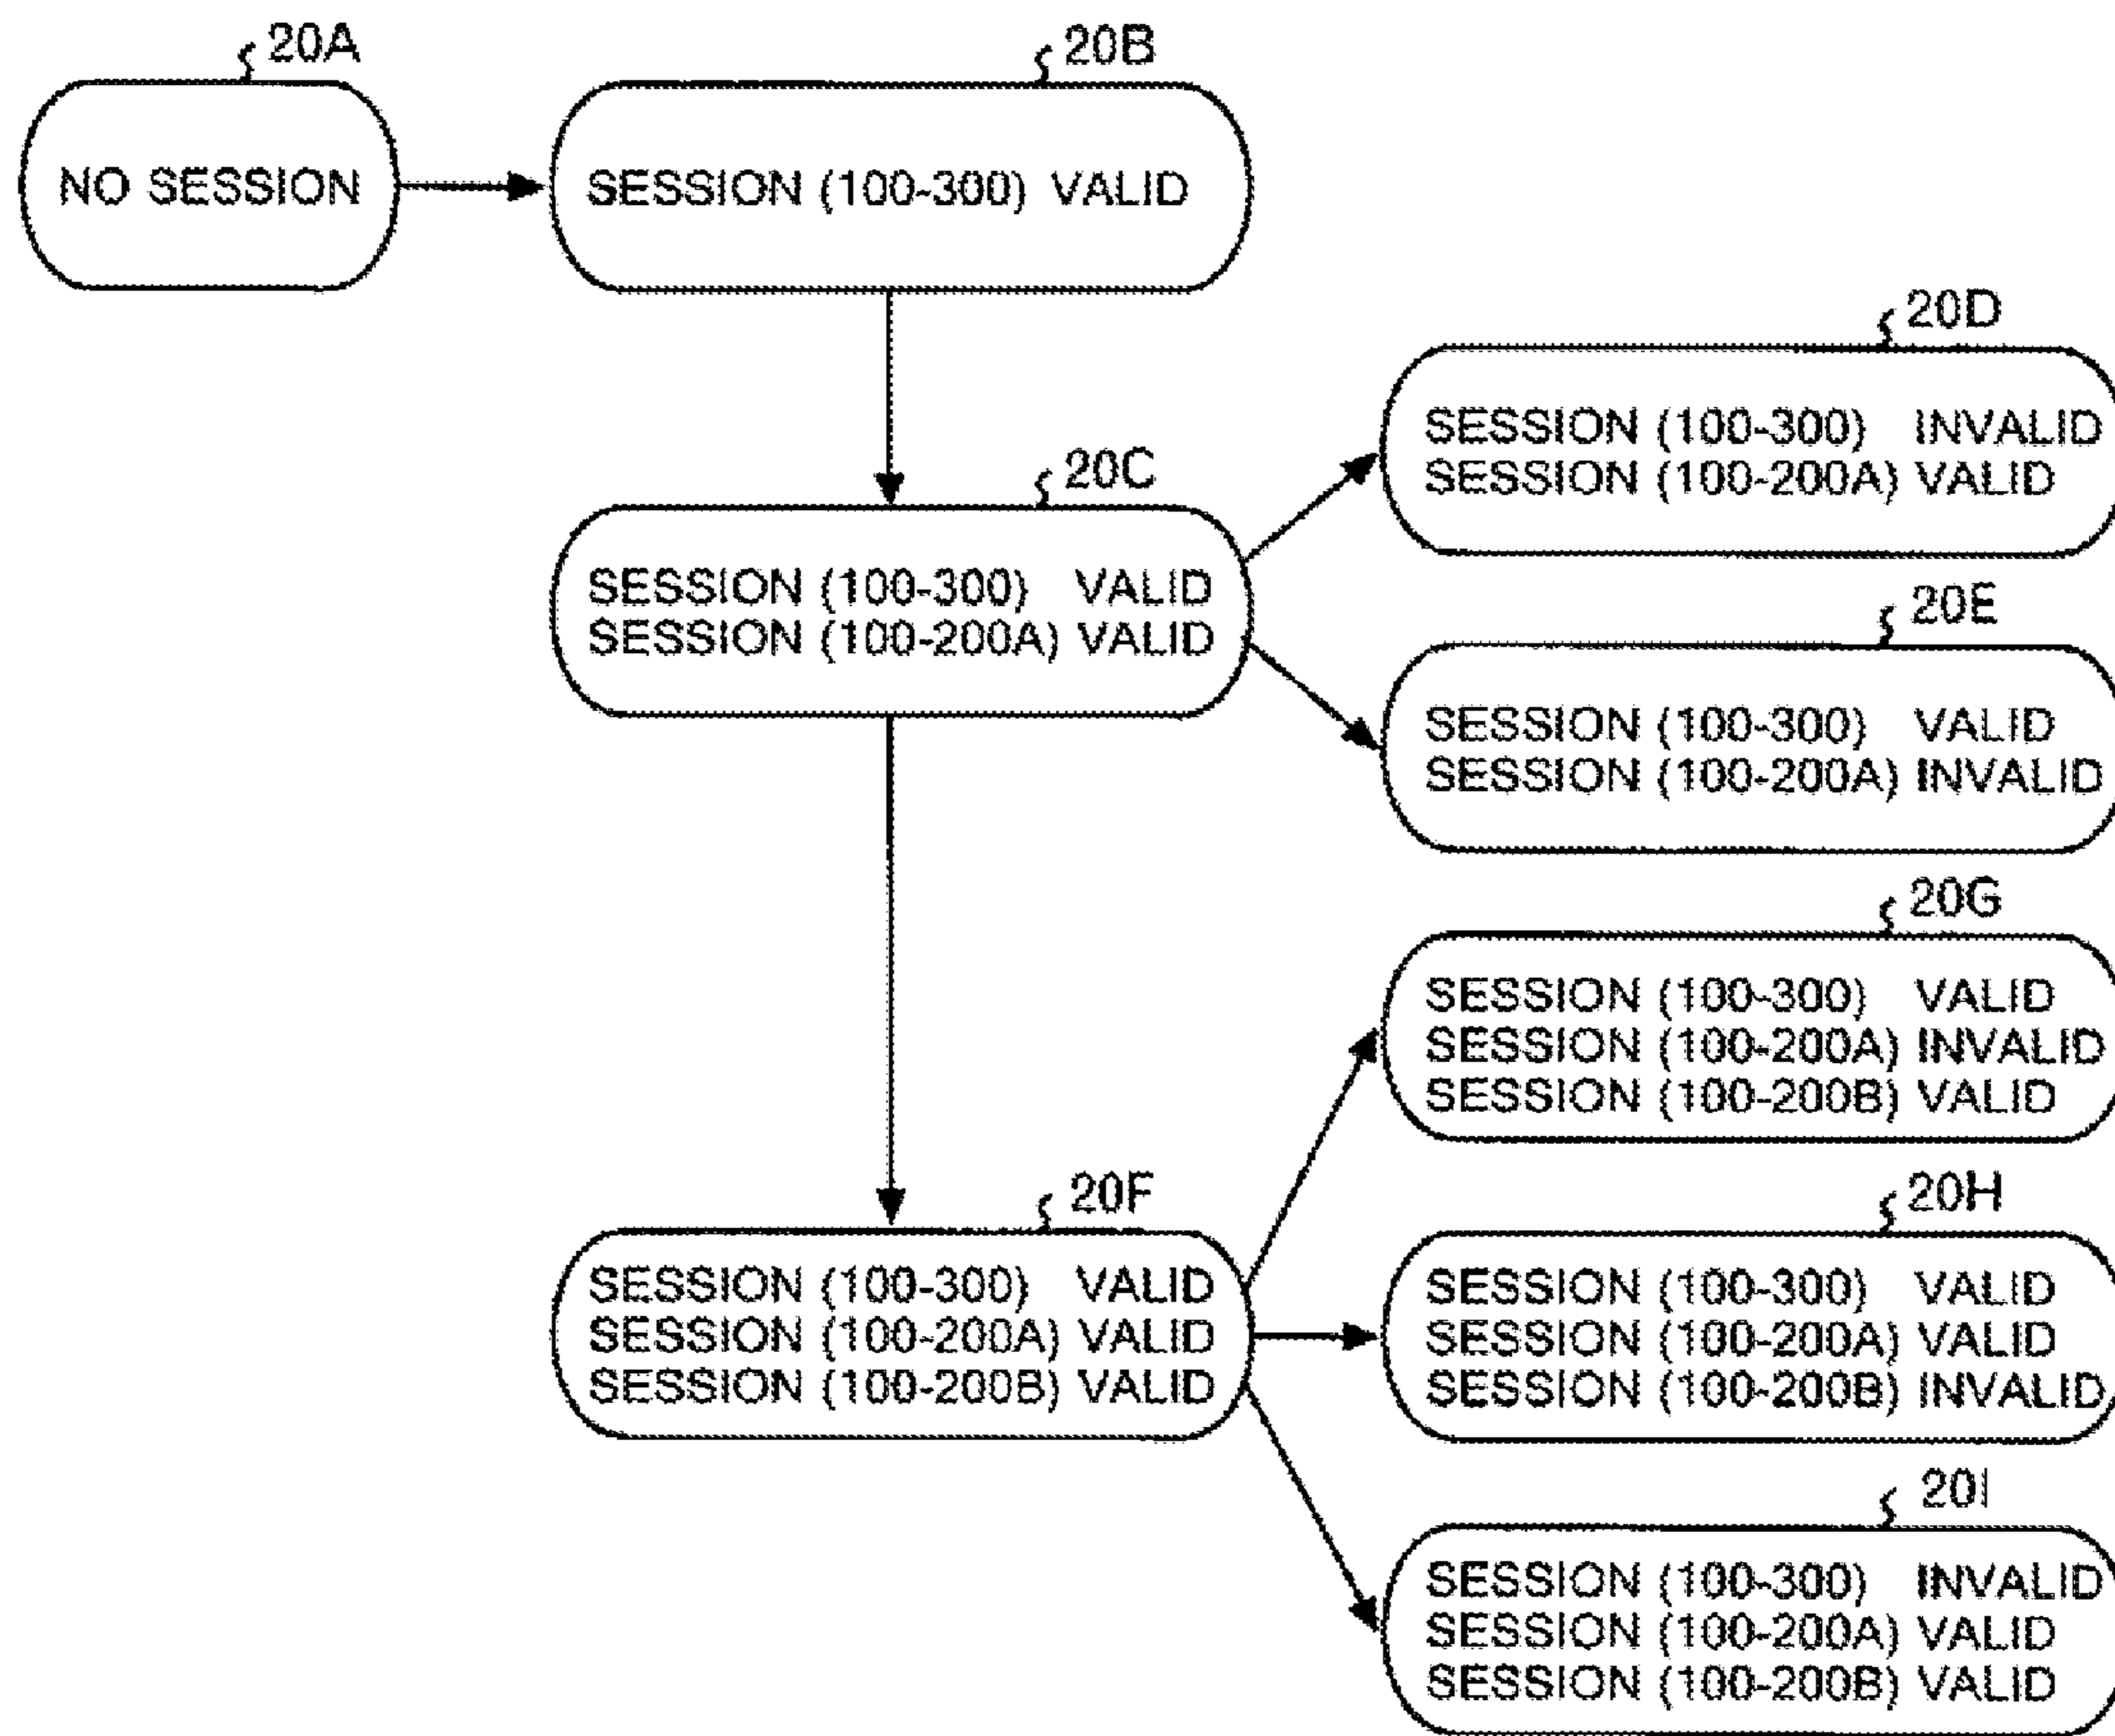 20A
NO SESSION
20B
SESSION (100-300) VALID
20C
SESSION (100-300) VALID
SESSION (100-200A) VALID
20D
SESSION (100-300) INVALID
SESSION (100-200A) VALID
20E
SESSION (100-300) VALID
SESSION (100-200A) INVALID
20F
SESSION (100-300) VALID
SESSION (100-200A) VALID
SESSION (100-200B) VALID
20G
SESSION (100-300) VALID
SESSION (100-200A) INVALID
SESSION (100-200B) VALID
20H
SESSION (100-300) VALID
SESSION (100-200A) VALID
SESSION (100-200B) INVALID
20I
SESSION (100-300) INVALID
SESSION (100-200A) VALID
SESSION (100-200B) VALID